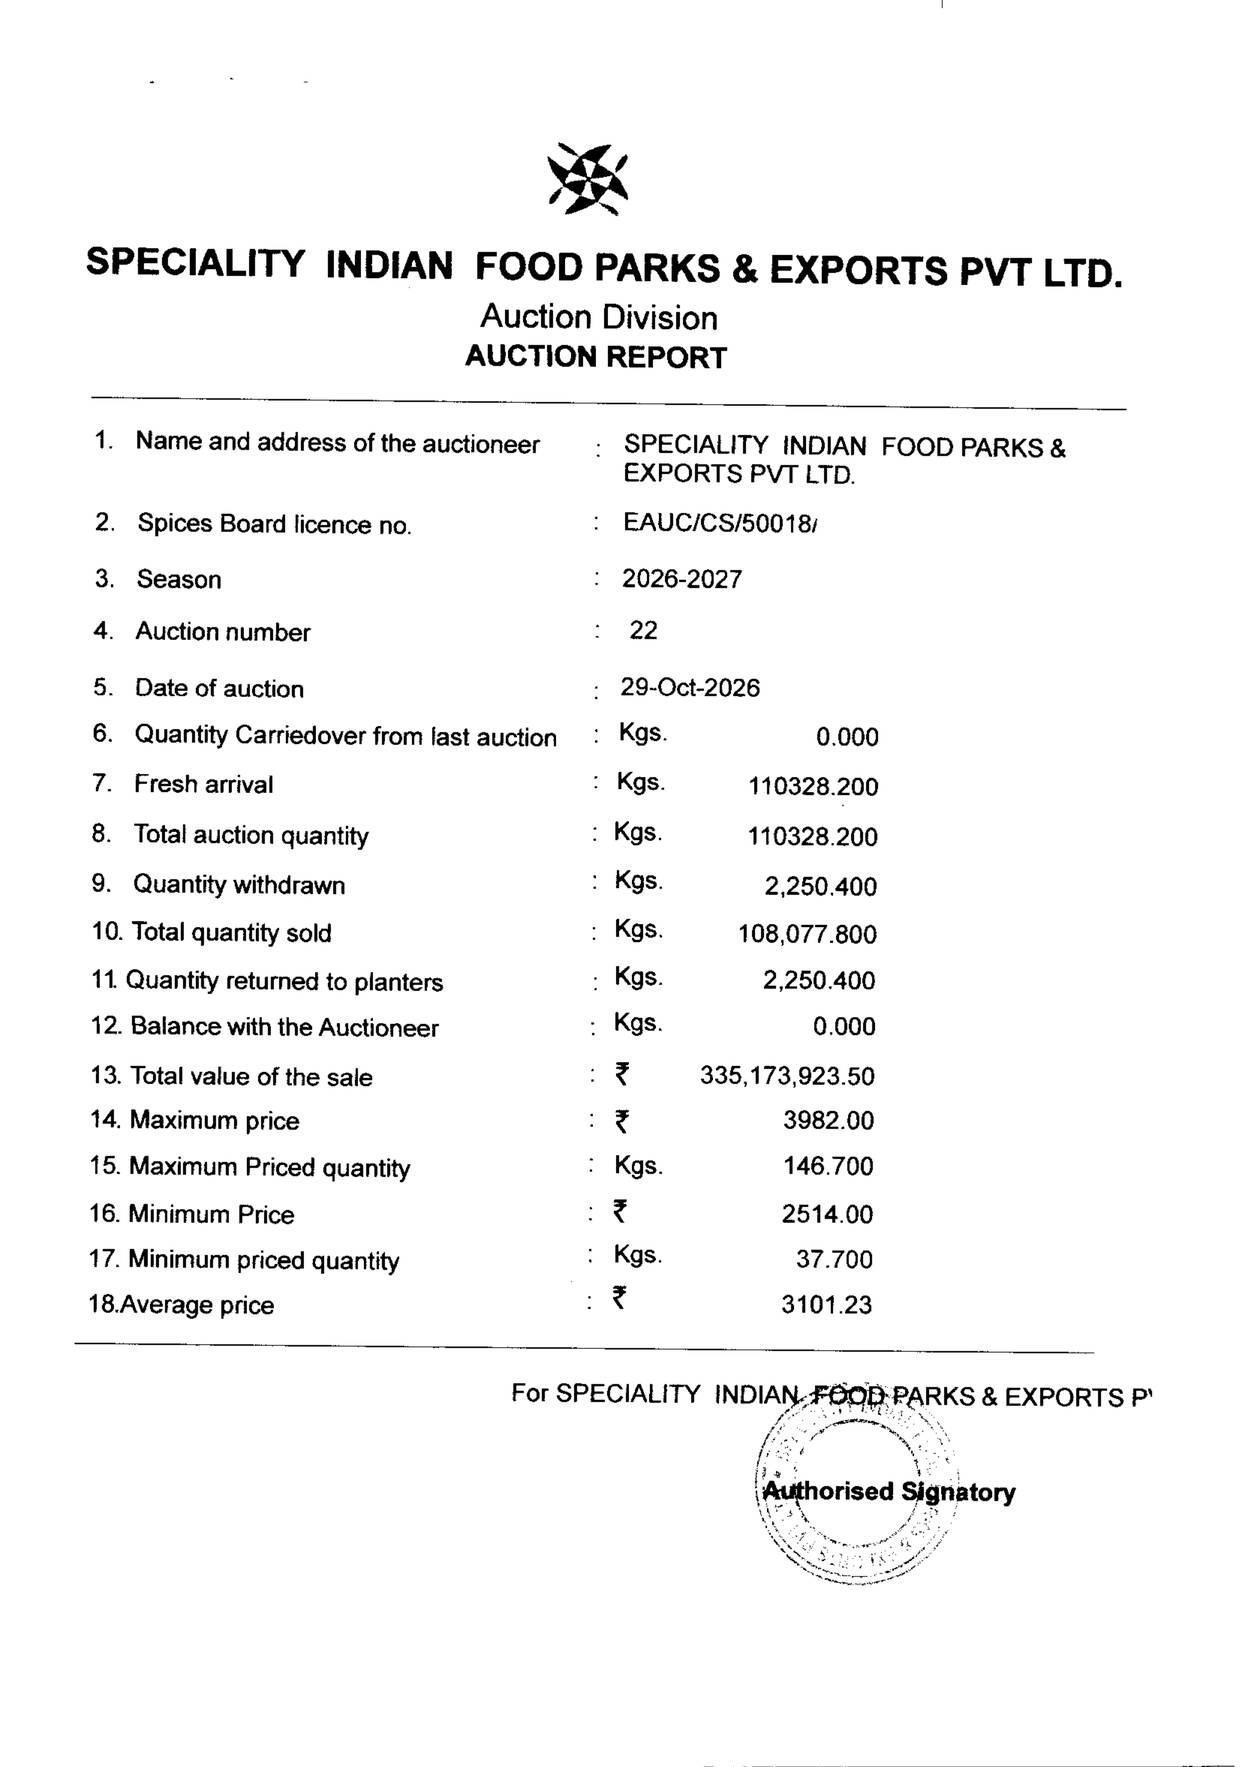 SPECIALITY INDIAN FOOD PARKS & EXPORTS PVT LTD.
Auction Division
AUCTION REPORT
1. Name and address of the auctioneer : SPECIALITY INDIAN FOOD PARKS &
EXPORTS PVT LTD.
2. Spices Board licence no. : EAUC/CS/50018/
3. Season : 2026-2027
4. Auction number : 22
5. Date of auction : 29-Oct-2026
6. Quantity Carriedover from last auction : Kgs. 0.000
7. Fresh arrival : Kgs. 110328.200
8. Total auction quantity : Kgs. 110328.200
9. Quantity withdrawn : Kgs. 2,250.400
10. Total quantity sold : Kgs. 108,077.800
11. Quantity returned to planters : Kgs. 2,250.400
12. Balance with the Auctioneer : Kgs. 0.000
13. Total value of the sale : ₹ 335,173,923.50
14. Maximum price : ₹ 3982.00
15. Maximum Priced quantity : Kgs. 146.700
16. Minimum Price : ₹ 2514.00
17. Minimum priced quantity : Kgs. 37.700
18.Average price : ₹ 3101.23
For SPECIALITY INDIAN FOOD PARKS & EXPORTS P
Authorised Signatory